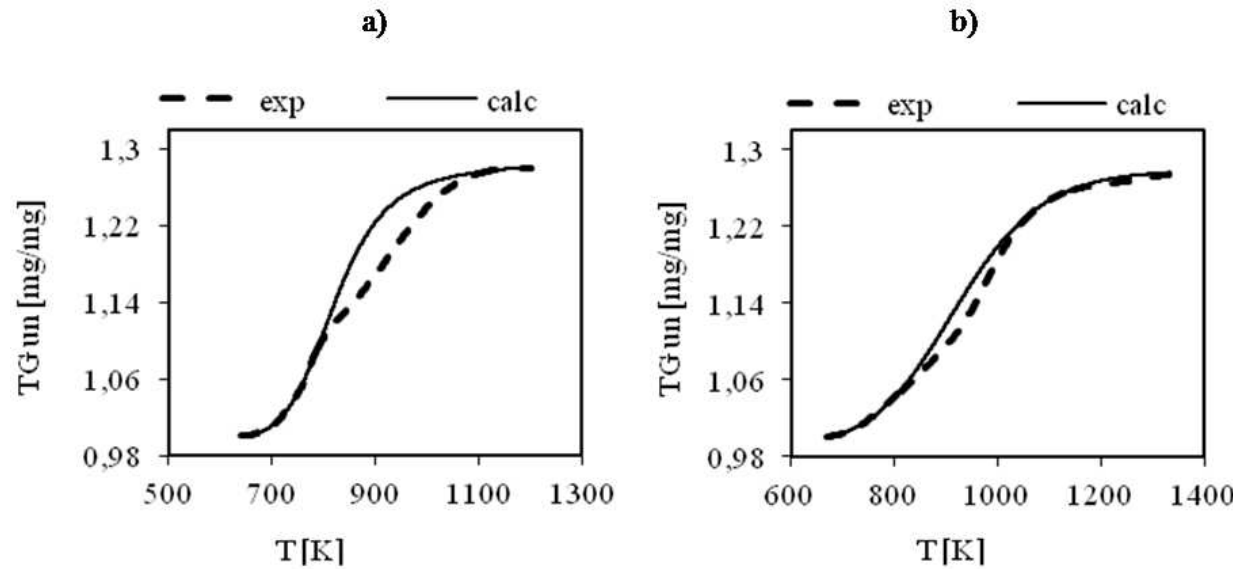 a)
exp calc
1,3
1,22
1,14
1,06
0,98
TGun [mg/mg]
500 700 900 1100 1300
T [K]
b)
exp calc
1,3
1,22
1,14
1,06
0,98
TGun [mg/mg]
600 800 1000 1200 1400
T [K]